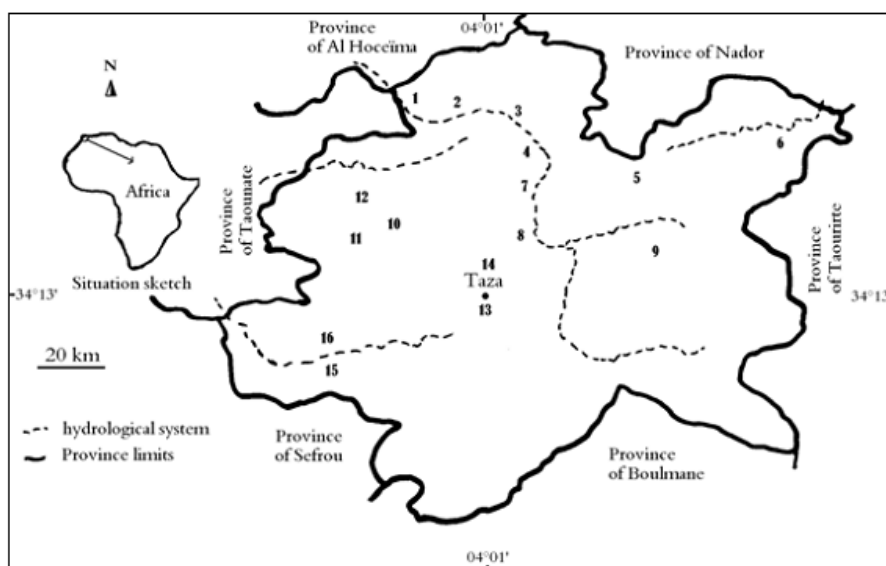 04°01'
Province
of Al Hoceïma
Province of Nador
N
1
2
3
4
5
6
7
8
9
10
11
12
13
14
15
16
Africa
Province
of Taounate
Province
of Taourirte
Situation sketch
Taza
34°13'
34°13'
20 km
hydrological system
Province limits
Province
of Sefrou
Province
of Boulmane
04°01'